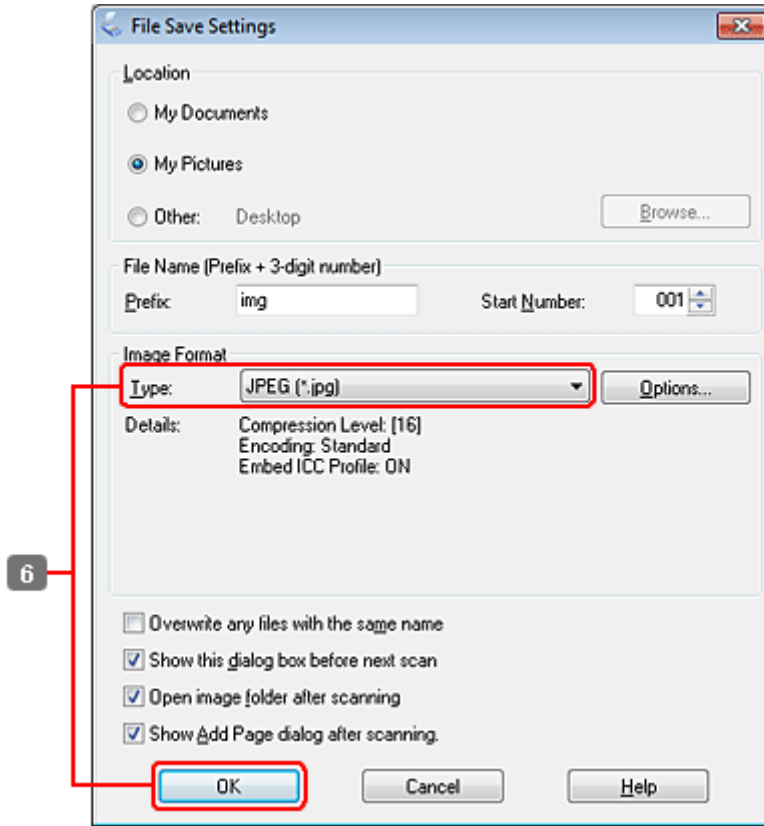 File Save Settings
Location
My Documents
My Pictures
Other: Desktop Browse...
File Name (Prefix + 3-digit number)
Prefix: img Start Number: 001
Image Format
Type: JPEG (*.jpg) Options...
Details: Compression Level: [16]
Encoding: Standard
Embed ICC Profile: ON
6
Overwrite any files with the same name
Show this dialog box before next scan
Open image folder after scanning
Show Add Page dialog after scanning.
OK Cancel Help